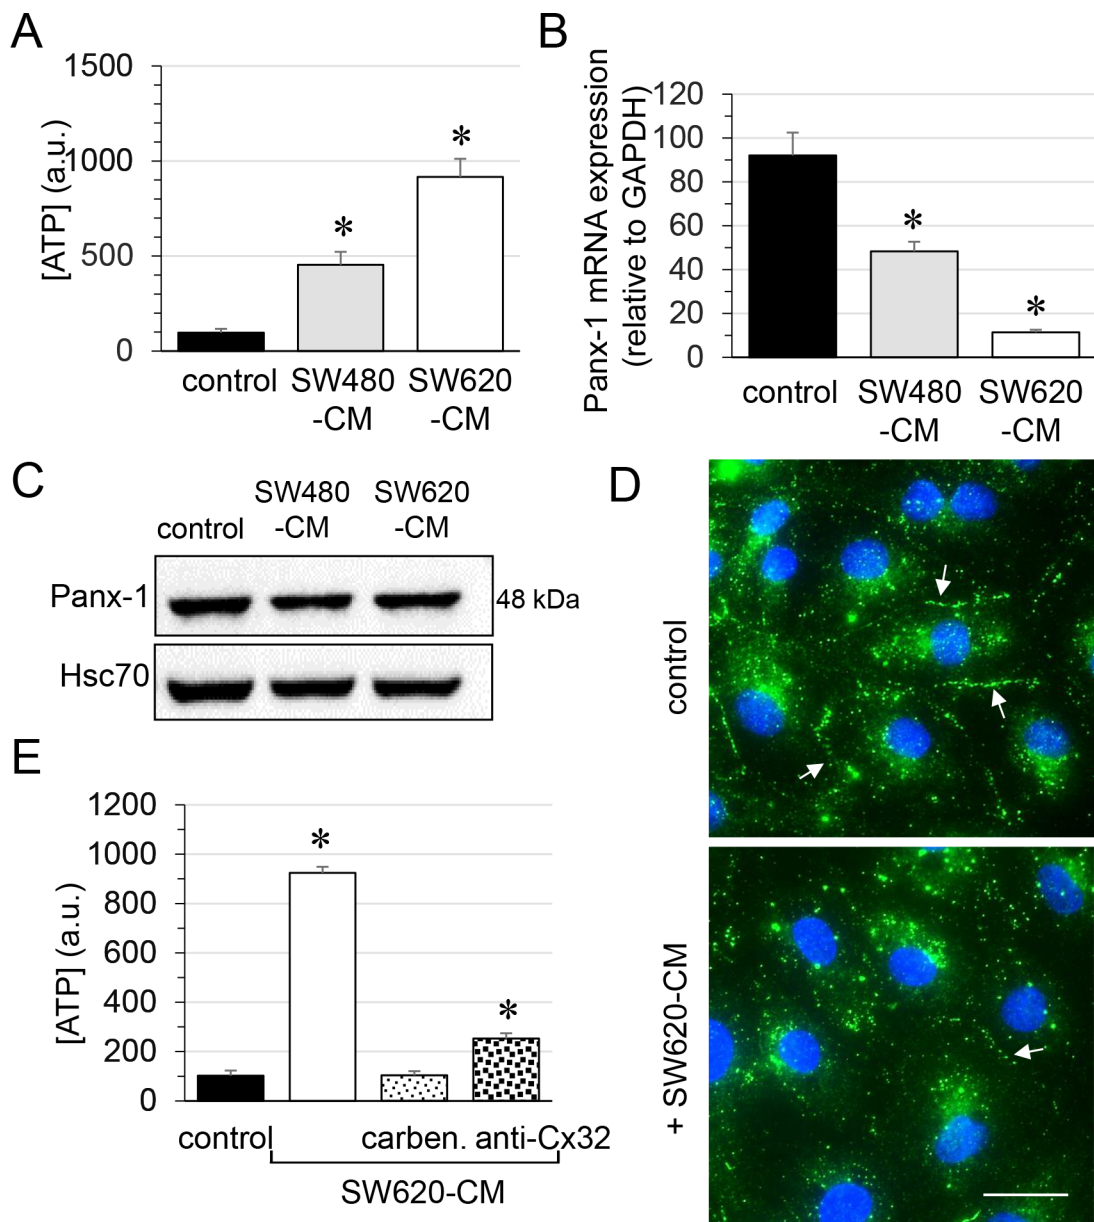 A
[ATP] (a.u.)
1500
1000
500
0
*
*
control
SW480
-CM
SW620
-CM
B
Panx-1 mRNA expression
(relative to GAPDH)
120
100
80
60
40
20
0
*
*
control
SW480
-CM
SW620
-CM
C
control
SW480
-CM
SW620
-CM
Panx-1
48 kDa
Hsc70
D
control
+ SW620-CM
E
[ATP] (a.u.)
1200
1000
800
600
400
200
0
*
*
control
carben. anti-Cx32
SW620-CM